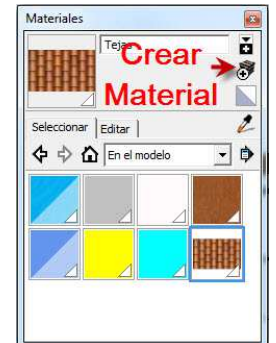 Materiales
Tejas
Crear
Material
Seleccionar
Editar
En el modelo